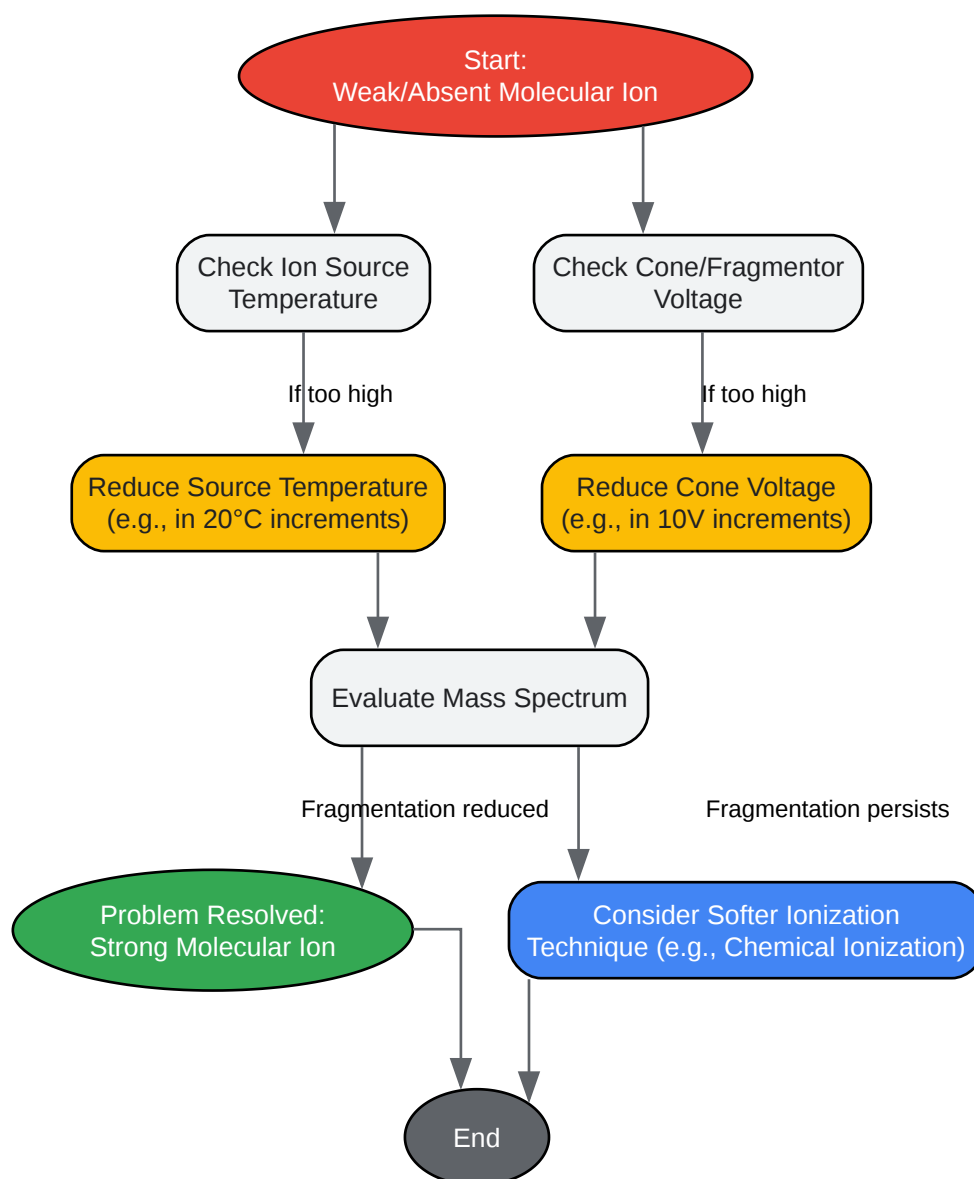 Start:
Weak/Absent Molecular Ion
Check Ion Source
Temperature
Check Cone/Fragmentor
Voltage
If too high
If too high
Reduce Source Temperature
(e.g., in 20°C increments)
Reduce Cone Voltage
(e.g., in 10V increments)
Evaluate Mass Spectrum
Fragmentation reduced
Fragmentation persists
Problem Resolved:
Strong Molecular Ion
Consider Softer Ionization
Technique (e.g., Chemical Ionization)
End